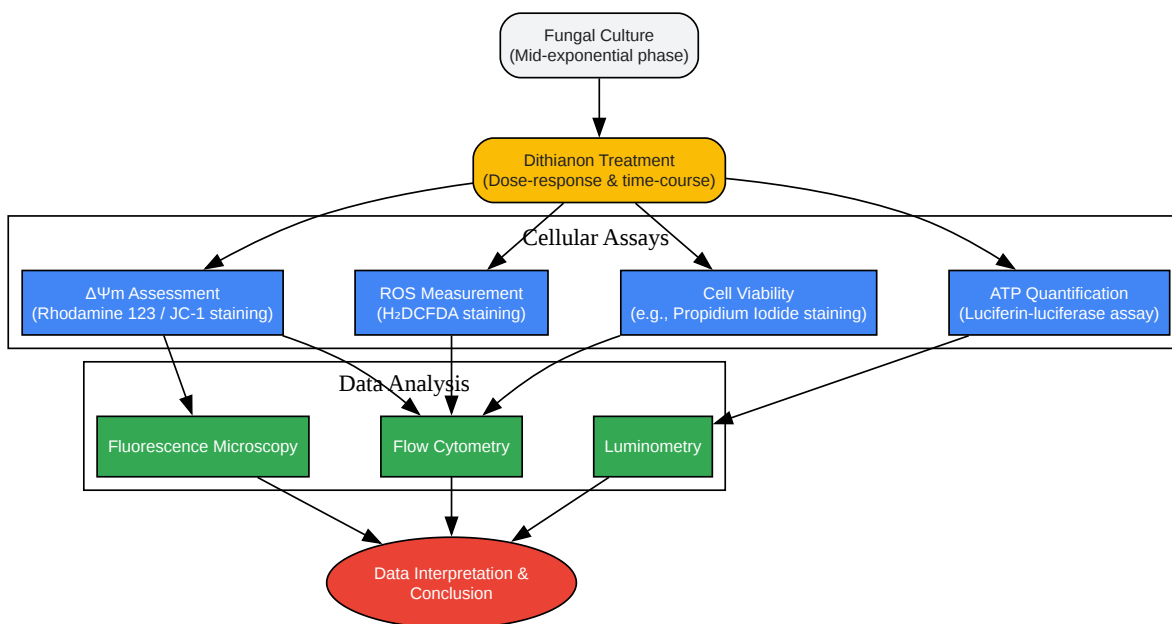 Fungal Culture
(Mid-exponential phase)
Dithianon Treatment
(Dose-response & time-course)
Cellular Assays
ΔΨm Assessment
(Rhodamine 123 / JC-1 staining)
ROS Measurement
(H₂DCFDA staining)
Cell Viability
(e.g., Propidium Iodide staining)
ATP Quantification
(Luciferin-luciferase assay)
Data Analysis
Fluorescence Microscopy
Flow Cytometry
Luminometry
Data Interpretation &
Conclusion